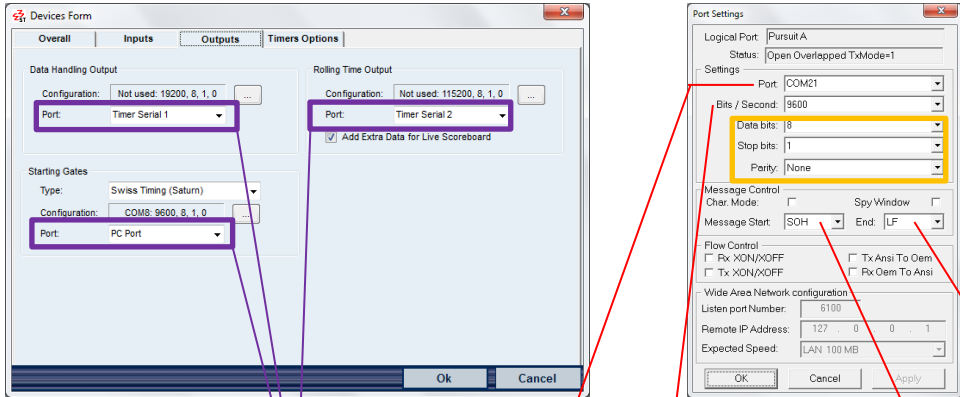 Devices Form
Overall Inputs Outputs Timers Options
Data Handling Output
Configuration: Not used: 19200, 8, 1, 0 ...
Port: Timer Serial 1
Rolling Time Output
Configuration: Not used: 115200, 8, 1, 0 ...
Port: Timer Serial 2
Add Extra Data for Live Scoreboard
Starting Gates
Type: Swiss Timing (Saturn)
Configuration: COM8: 9600, 8, 1, 0 ...
Port: PC Port
Ok Cancel
Port Settings
Logical Port: Pursuit A
Status: Open Overlapped TxMode=1
Settings
Port: COM21
Bits / Second: 9600
Data bits: 8
Stop bits: 1
Parity: None
Message Control
Char. Mode: Spy Window
Message Start: SOH End: LF
Flow Control
Rx XON/XOFF Tx Ansi To Oem
Tx XON/XOFF Rx Oem To Ansi
Wide Area Network configuration
Listen port Number: 6100
Remote IP Address: 127 . 0 . 0 . 1
Expected Speed: LAN 100 MB
OK Cancel Apply